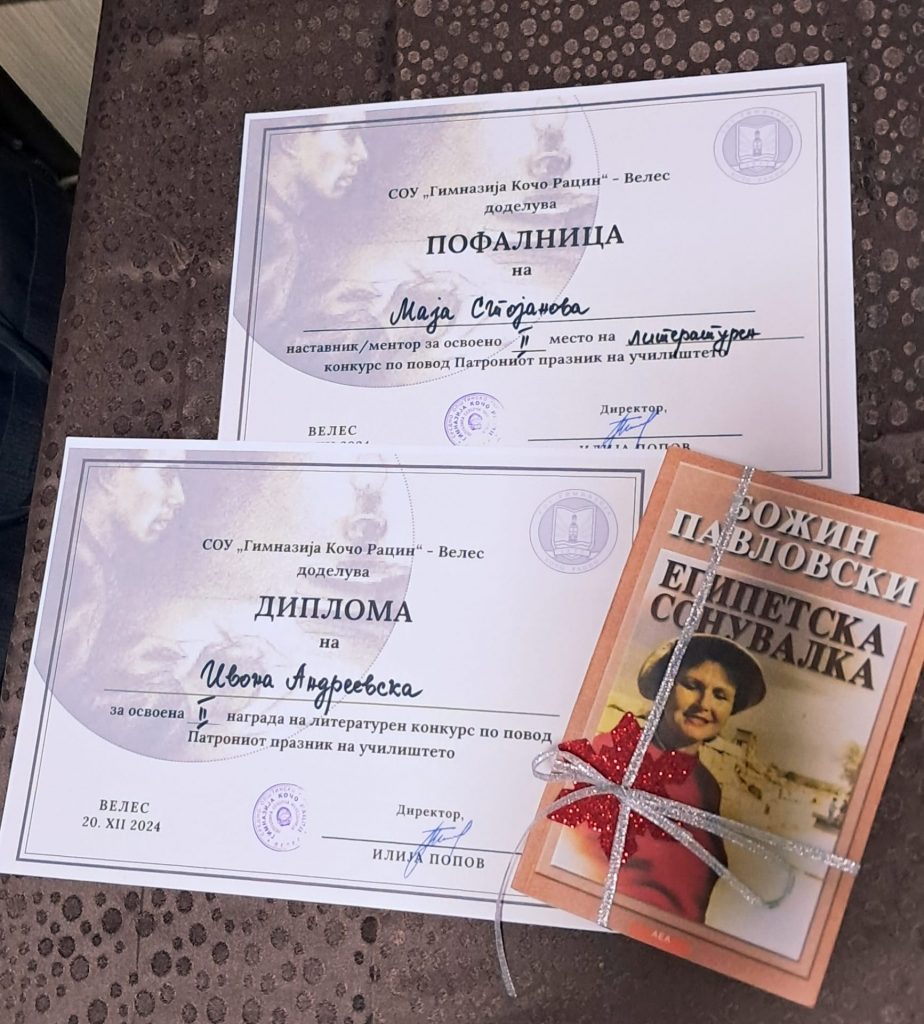 СОУ „Гимназија Кочо Рацин“ – Велес
доделува
ПОФАЛНИЦА
на
Маја Стојанова
наставник/ментор за освоено II место на литературен
конкурс по повод Патрониот празник на училиштето
ВЕЛЕС
Директор,
ИЛИЈА ПОПОВ
СОУ „Гимназија Кочо Рацин“ – Велес
доделува
ДИПЛОМА
на
Ивона Андреевска
за освоена II награда на литературен конкурс по повод
Патрониот празник на училиштето
ВЕЛЕС
20. XII 2024
Директор,
ИЛИЈА ПОПОВ
БОЖИН
ПАВЛОВСКИ
ЕГИПЕТСКА
СОНУВАЛКА
АЕА